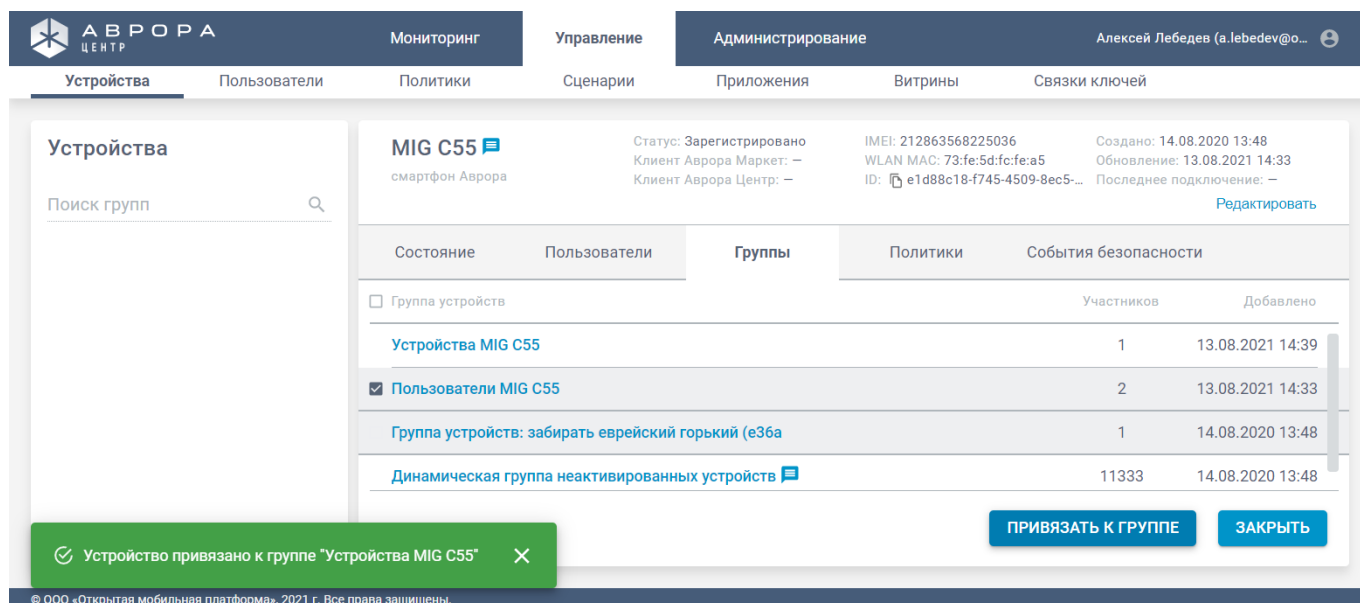 АВРОРА
ЦЕНТР
Мониторинг Управление Администрирование Алексей Лебедев (a.lebedev@o...
Устройства Пользователи Политики Сценарии Приложения Витрины Связки ключей
Устройства
Поиск групп
MIG C55
смартфон Аврора
Статус: Зарегистрировано
Клиент Аврора Маркет: —
Клиент Аврора Центр: —
IMEI: 212863568225036
WLAN MAC: 73:fe:5d:fc:fe:a5
ID: e1d88c18-f745-4509-8ec5-...
Создано: 14.08.2020 13:48
Обновление: 13.08.2021 14:33
Последнее подключение: —
Редактировать
Состояние Пользователи Группы Политики События безопасности
Группа устройств Участников Добавлено
Устройства MIG C55 1 13.08.2021 14:39
Пользователи MIG C55 2 13.08.2021 14:33
Группа устройств: забирать еврейский горький (e36a 1 14.08.2020 13:48
Динамическая группа неактивированных устройств 11333 14.08.2020 13:48
ПРИВЯЗАТЬ К ГРУППЕ ЗАКРЫТЬ
Устройство привязано к группе "Устройства MIG C55"
© ООО «Открытая мобильная платформа», 2021 г. Все права защищены.